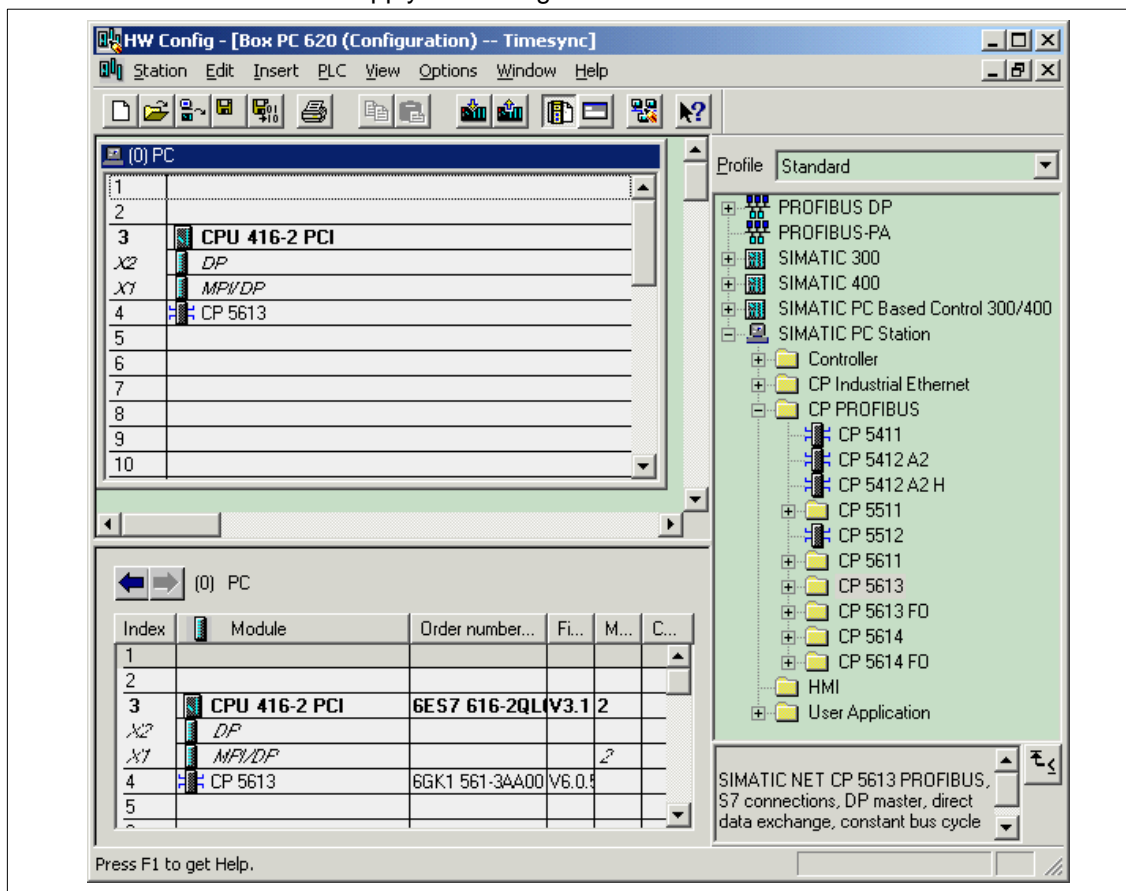 HW Config - [Box PC 620 (Configuration) -- Timesync]
Station Edit Insert PLC View Options Window Help
(0) PC
1
2
3 CPU 416-2 PCI
X2 DP
X1 MPI/DP
4 CP 5613
5
6
7
8
9
10
Profile Standard
PROFIBUS DP
PROFIBUS-PA
SIMATIC 300
SIMATIC 400
SIMATIC PC Based Control 300/400
SIMATIC PC Station
Controller
CP Industrial Ethernet
CP PROFIBUS
CP 5411
CP 5412 A2
CP 5412 A2 H
CP 5511
CP 5512
CP 5611
CP 5613
CP 5613 FO
CP 5614
CP 5614 FO
HMI
User Application
(0) PC
Index Module Order number... Fi... M... C...
1
2
3 CPU 416-2 PCI 6ES7 616-2QL V3.1 2
X2 DP
X1 MPI/DP 2
4 CP 5613 6GK1 561-3AA00 V6.0.
5
SIMATIC NET CP 5613 PROFIBUS,
S7 connections, DP master, direct
data exchange, constant bus cycle
Press F1 to get Help.